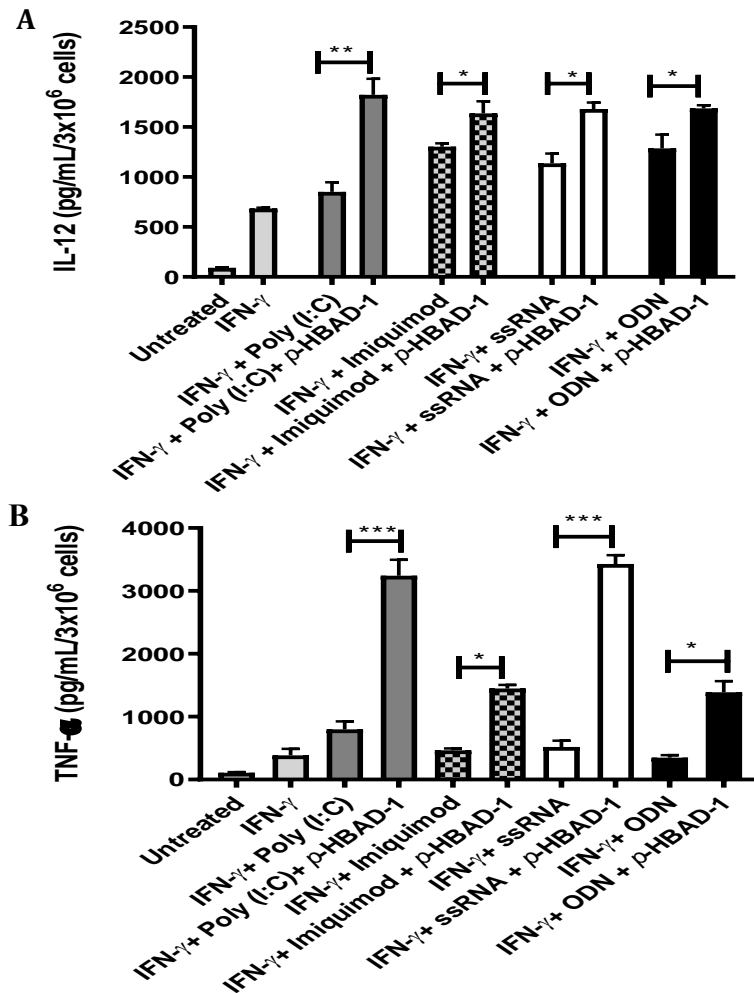 A
IL-12 (pg/mL/3x10⁶ cells)
2500
2000
1500
1000
500
0
**
*
*
*
Untreated
IFN-γ
IFN-γ + Poly (I:C)
IFN-γ + Poly (I:C)+ p-HBAD-1
IFN-γ + Imiquimod
IFN-γ + Imiquimod + p-HBAD-1
IFN-γ+ ssRNA
IFN-γ + ssRNA + p-HBAD-1
IFN-γ + ODN
IFN-γ + ODN + p-HBAD-1
B
TNF-α (pg/mL/3x10⁶ cells)
4000
3000
2000
1000
0
***
*
***
*
Untreated
IFN-γ
IFN-γ+ Poly (I:C)
IFN-γ+ Poly (I:C)+ p-HBAD-1
IFN-γ+ Imiquimod
IFN-γ+ Imiquimod + p-HBAD-1
IFN-γ+ ssRNA
IFN-γ+ ssRNA + p-HBAD-1
IFN-γ+ ODN
IFN-γ+ ODN + p-HBAD-1